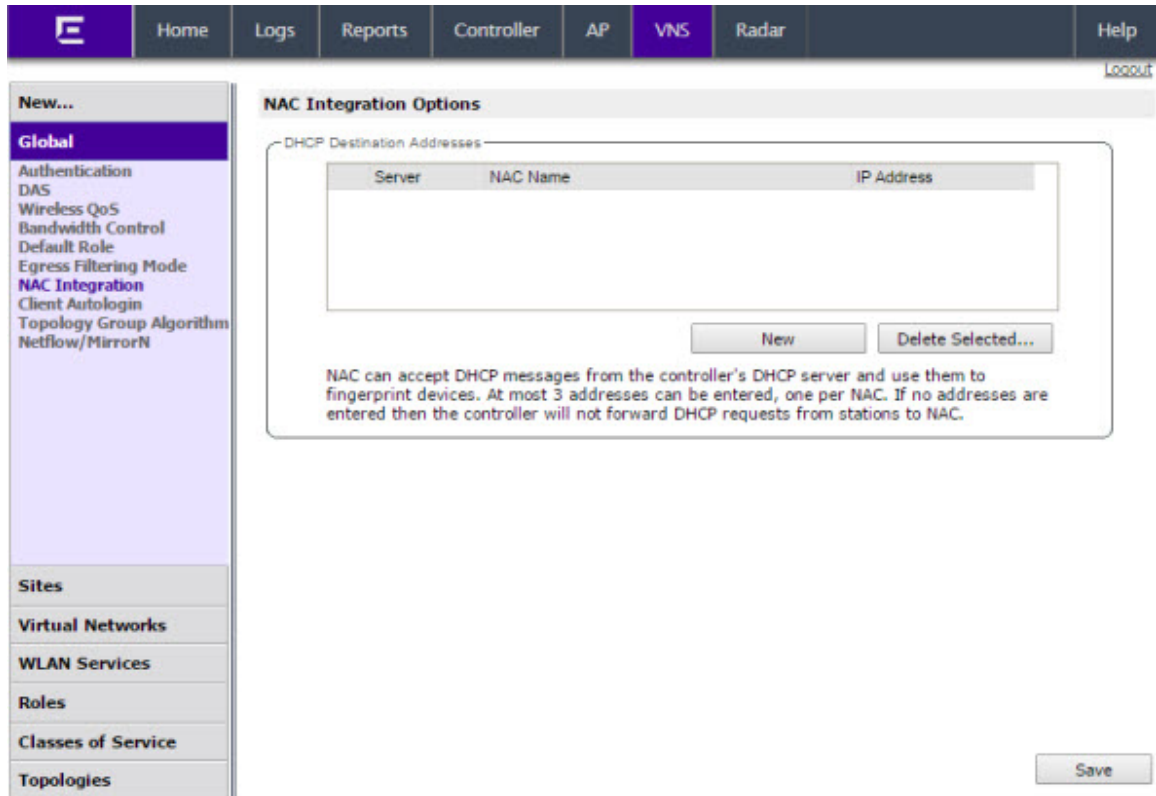 Home Logs Reports Controller AP VNS Radar Help
Logout
New...
Global
Authentication
DAS
Wireless QoS
Bandwidth Control
Default Role
Egress Filtering Mode
NAC Integration
Client Autologin
Topology Group Algorithm
Netflow/MirrorN
Sites
Virtual Networks
WLAN Services
Roles
Classes of Service
Topologies
NAC Integration Options
DHCP Destination Addresses
Server NAC Name IP Address
New Delete Selected...
NAC can accept DHCP messages from the controller's DHCP server and use them to
fingerprint devices. At most 3 addresses can be entered, one per NAC. If no addresses are
entered then the controller will not forward DHCP requests from stations to NAC.
Save